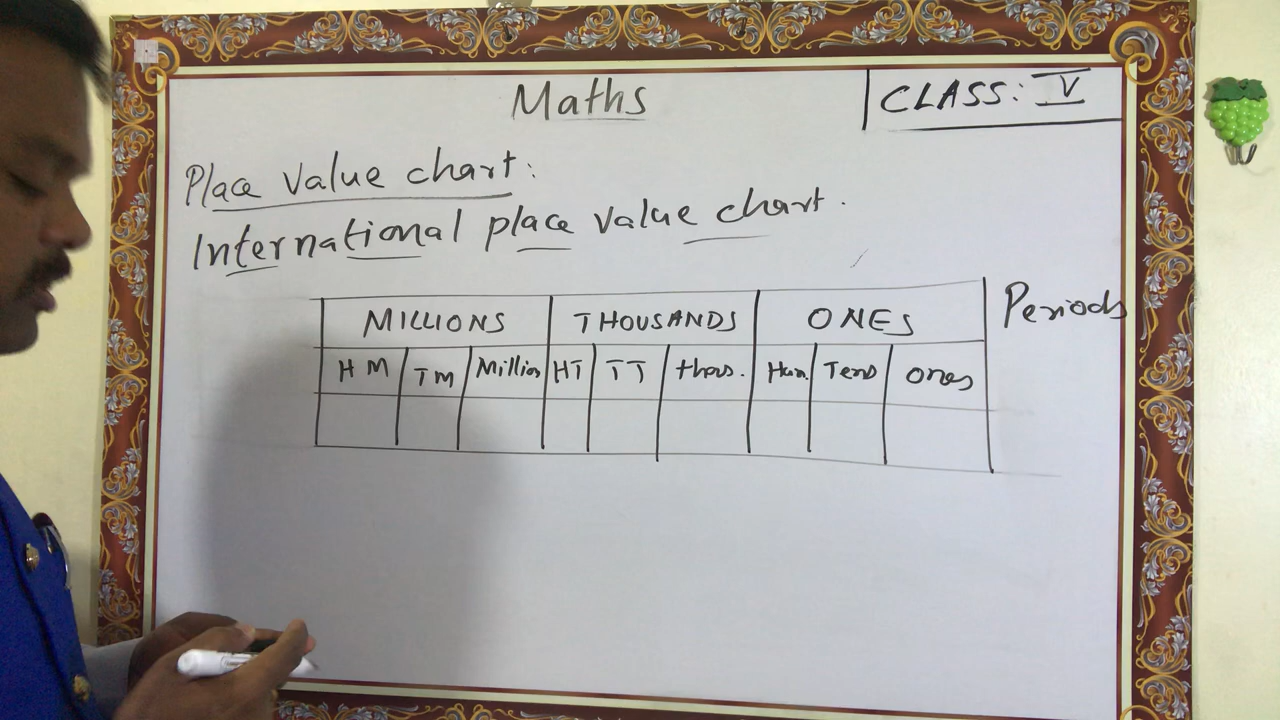 Maths
CLASS: V
Place value chart:
International place value chart.
MILLIONS THOUSANDS ONES Periods
H M TM Million HT TT thous. Hun. Tens ones